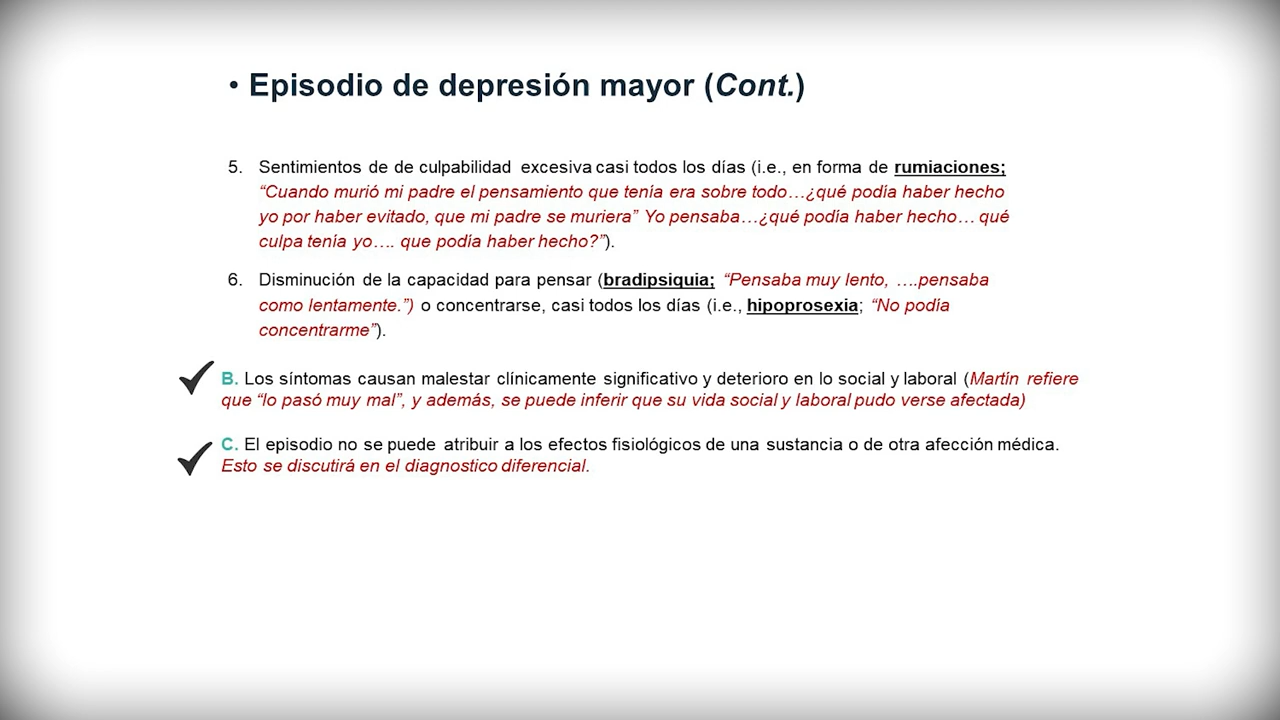 • Episodio de depresión mayor (Cont.)
5. Sentimientos de de culpabilidad excesiva casi todos los días (i.e., en forma de rumiaciones;
“Cuando murió mi padre el pensamiento que tenía era sobre todo…¿qué podía haber hecho
yo por haber evitado, que mi padre se muriera” Yo pensaba…¿qué podía haber hecho… qué
culpa tenía yo…. que podía haber hecho?”).
6. Disminución de la capacidad para pensar (bradipsiquia; “Pensaba muy lento, ….pensaba
como lentamente.”) o concentrarse, casi todos los días (i.e., hipoprosexia; “No podía
concentrarme”).
B. Los síntomas causan malestar clínicamente significativo y deterioro en lo social y laboral (Martín refiere
que “lo pasó muy mal”, y además, se puede inferir que su vida social y laboral pudo verse afectada)
C. El episodio no se puede atribuir a los efectos fisiológicos de una sustancia o de otra afección médica.
Esto se discutirá en el diagnostico diferencial.